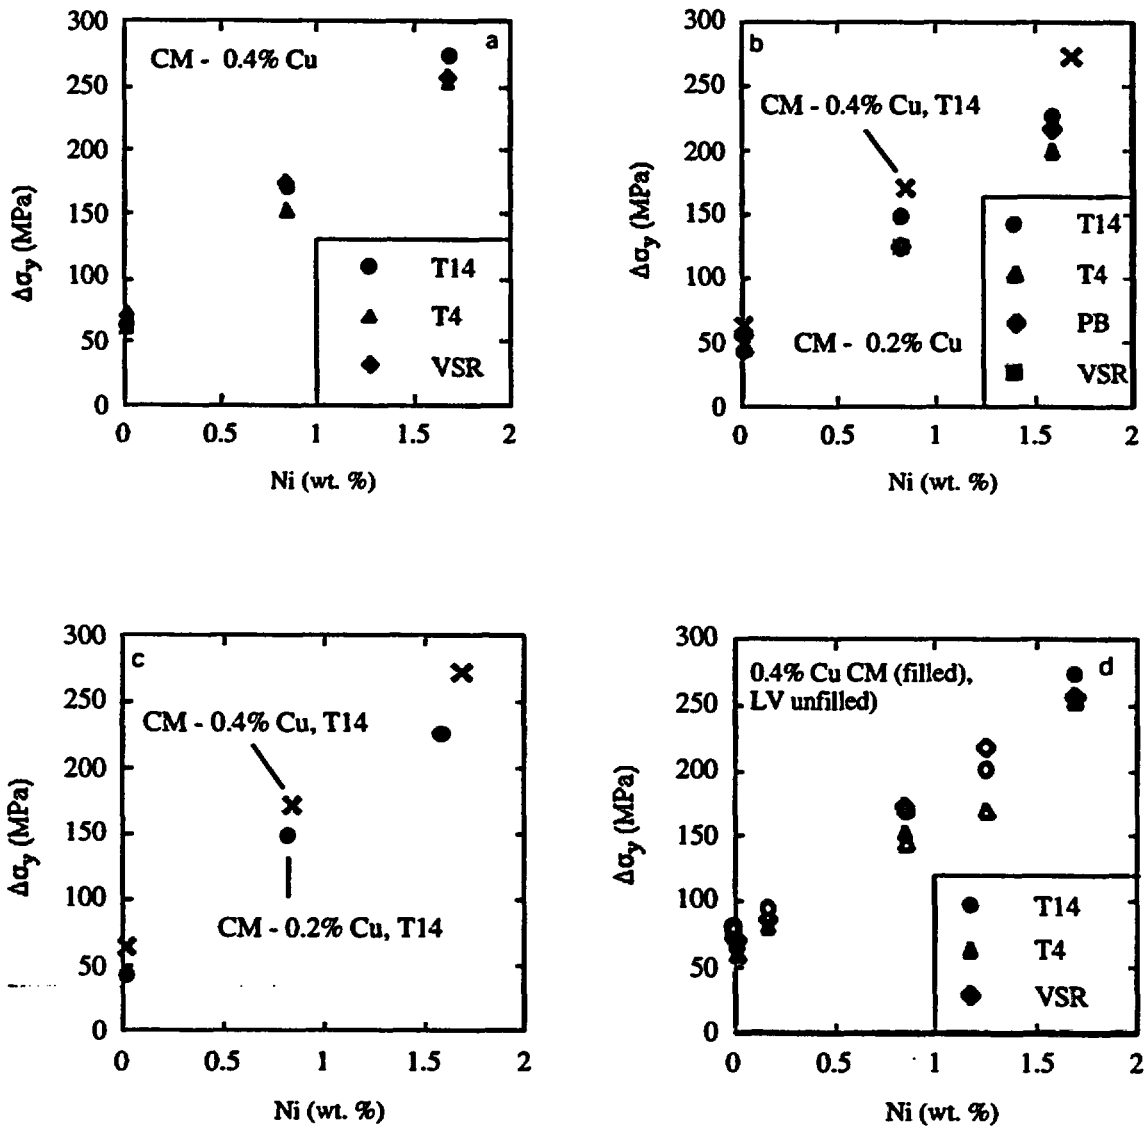 a
CM - 0.4% Cu
300
250
200
150
100
50
0
Δσy (MPa)
T14
T4
VSR
0 0.5 1 1.5 2
Ni (wt. %)
b
CM - 0.4% Cu, T14
300
250
200
150
100
50
0
Δσy (MPa)
CM - 0.2% Cu
T14
T4
PB
VSR
0 0.5 1 1.5 2
Ni (wt. %)
c
CM - 0.4% Cu, T14
300
250
200
150
100
50
0
Δσy (MPa)
CM - 0.2% Cu, T14
0 0.5 1 1.5 2
Ni (wt. %)
d
0.4% Cu CM (filled),
LV unfilled)
300
250
200
150
100
50
0
Δσy (MPa)
T14
T4
VSR
0 0.5 1 1.5 2
Ni (wt. %)